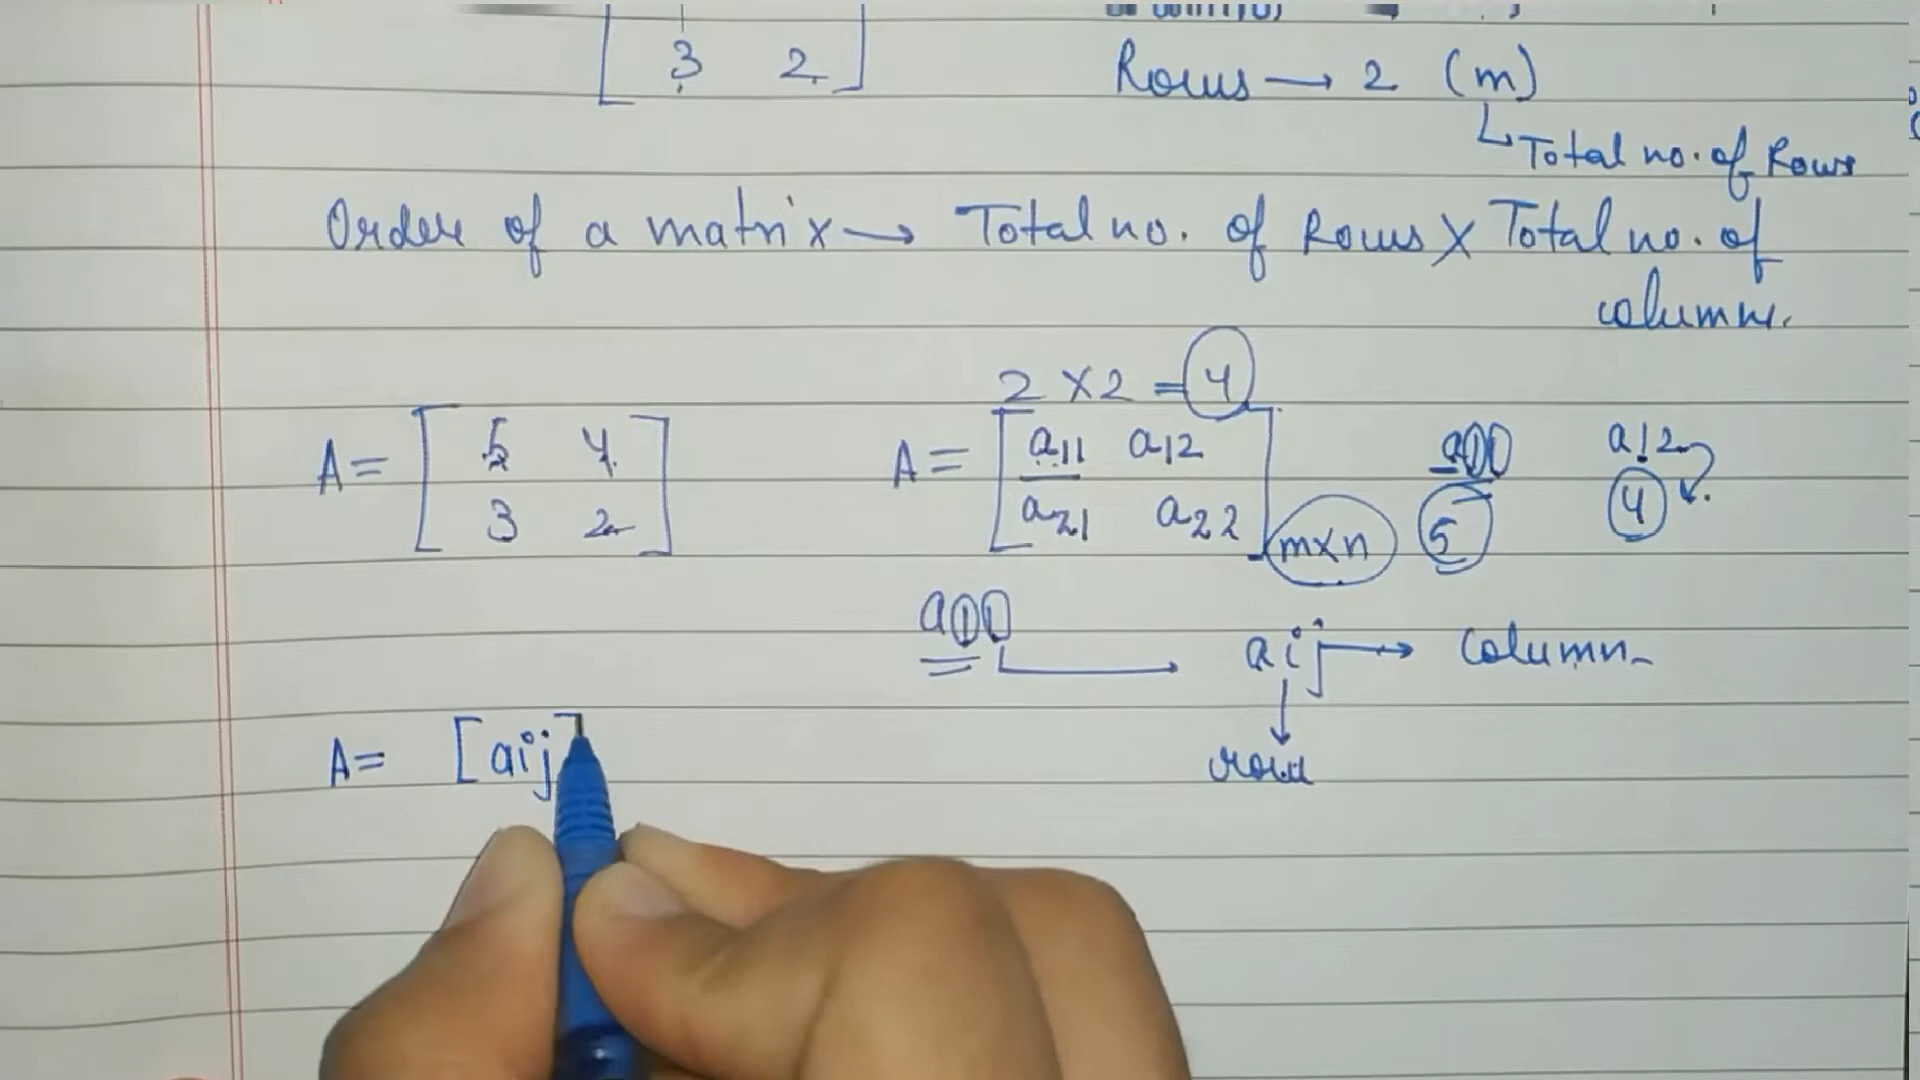 3 2
Rows → 2 (m)
Total no. of Rows
Order of a matrix → Total no. of Rows X Total no. of
columns.
2 x 2 = 4
A = [ 5 4
3 2 ]
A = [ a11 a12
a21 a22 ] mxn
a11
5
a12
4
a11 → aij → Column
row
A = [aij]